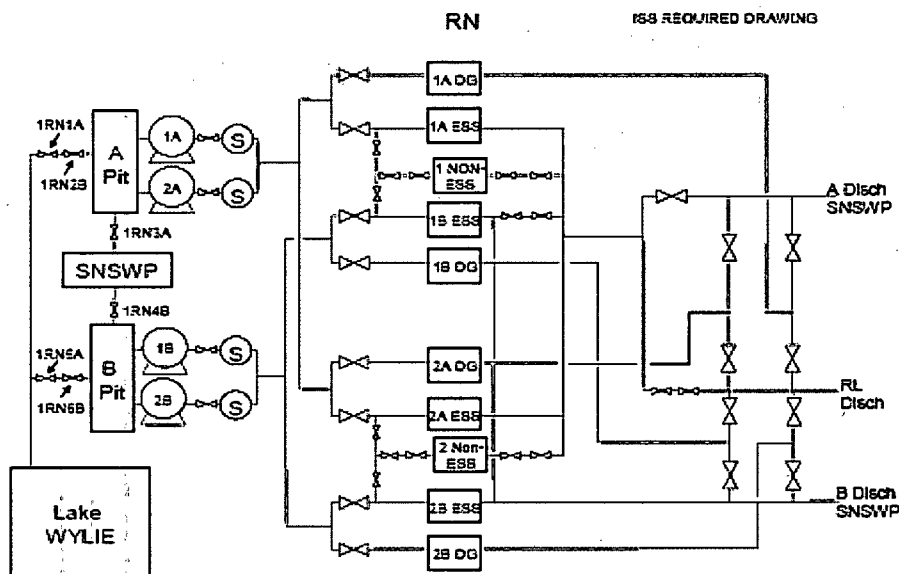 RN
ISS REQUIRED DRAWING
1A DG
1A ESS
1 NON-
ESS
1B ESS
1B DG
2A DG
2A ESS
2 Non-
ESS
2B ESS
2B DG
1RN1A
1RN2B
A
Pit
1A
2A
S
S
1RN3A
SNSWP
1RN4B
1RN5A
1RN6B
B
Pit
1B
2B
S
S
Lake
WYLIE
A Disch
SNSWP
RL
Disch
B Disch
SNSWP